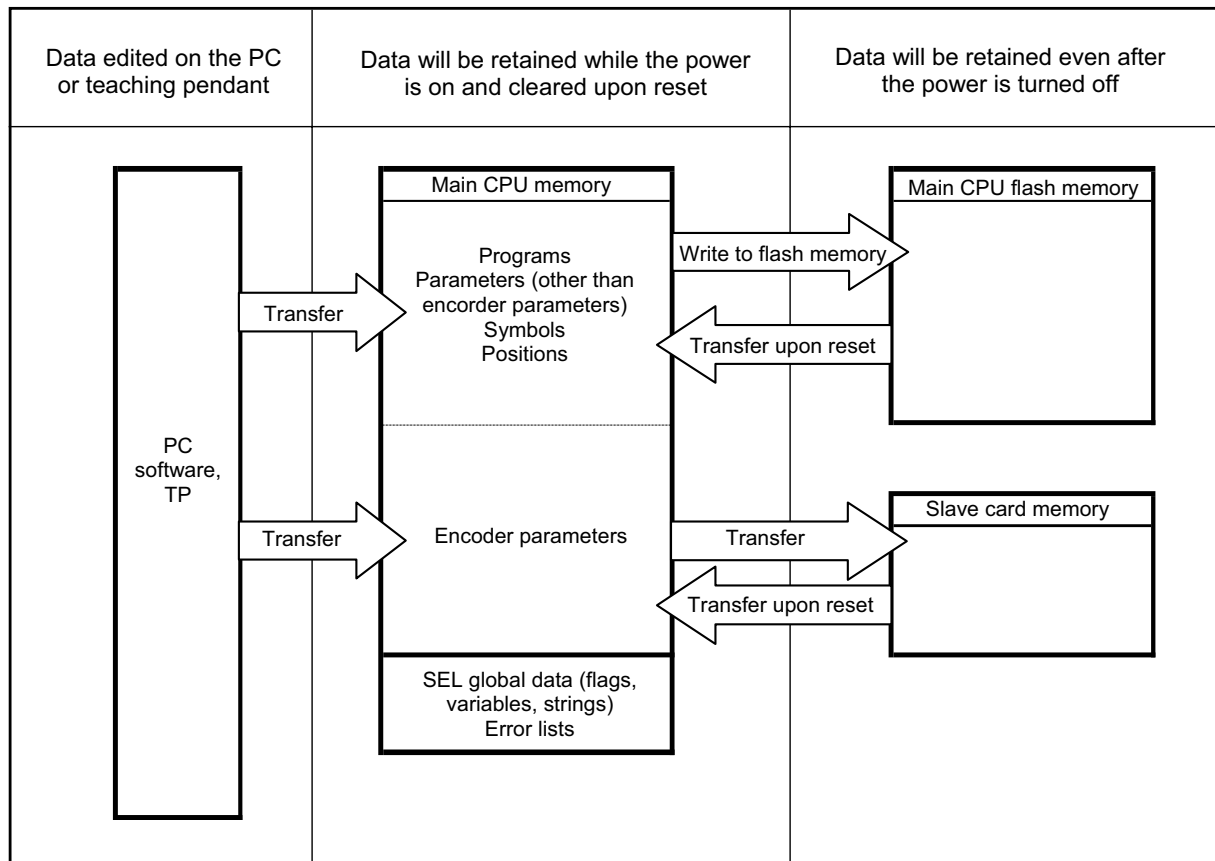 Data edited on the PC
or teaching pendant
Data will be retained while the power
is on and cleared upon reset
Data will be retained even after
the power is turned off
PC
software,
TP
Transfer
Transfer
Main CPU memory
Programs
Parameters (other than
encorder parameters)
Symbols
Positions
Encoder parameters
SEL global data (flags,
variables, strings)
Error lists
Write to flash memory
Transfer upon reset
Transfer
Transfer upon reset
Main CPU flash memory
Slave card memory